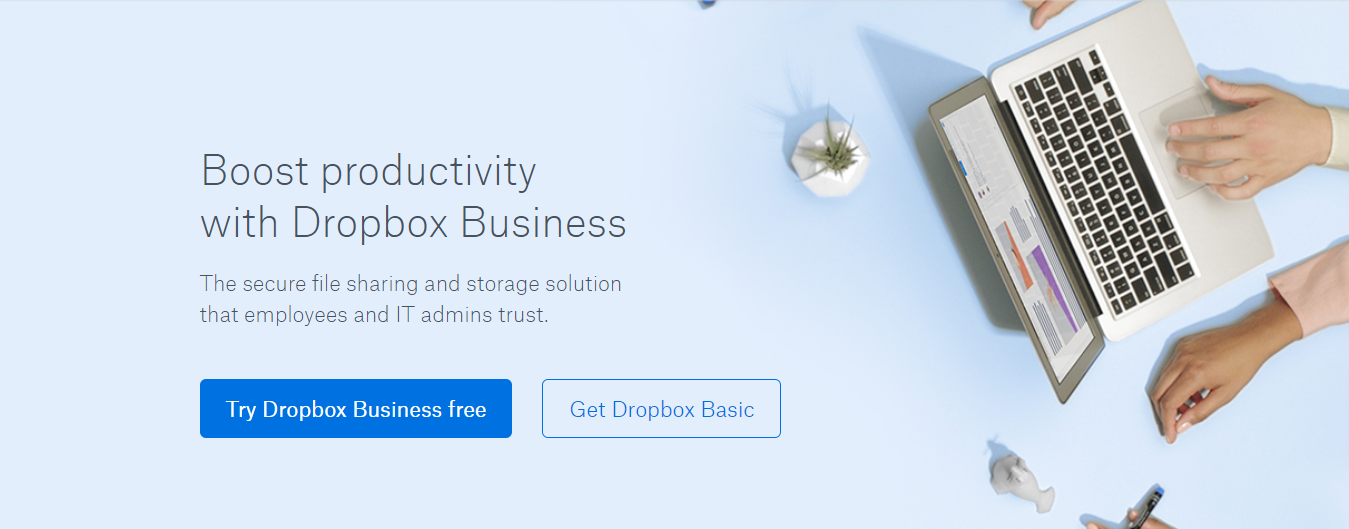 Boost productivity
with Dropbox Business
The secure file sharing and storage solution
that employees and IT admins trust.
Try Dropbox Business free
Get Dropbox Basic